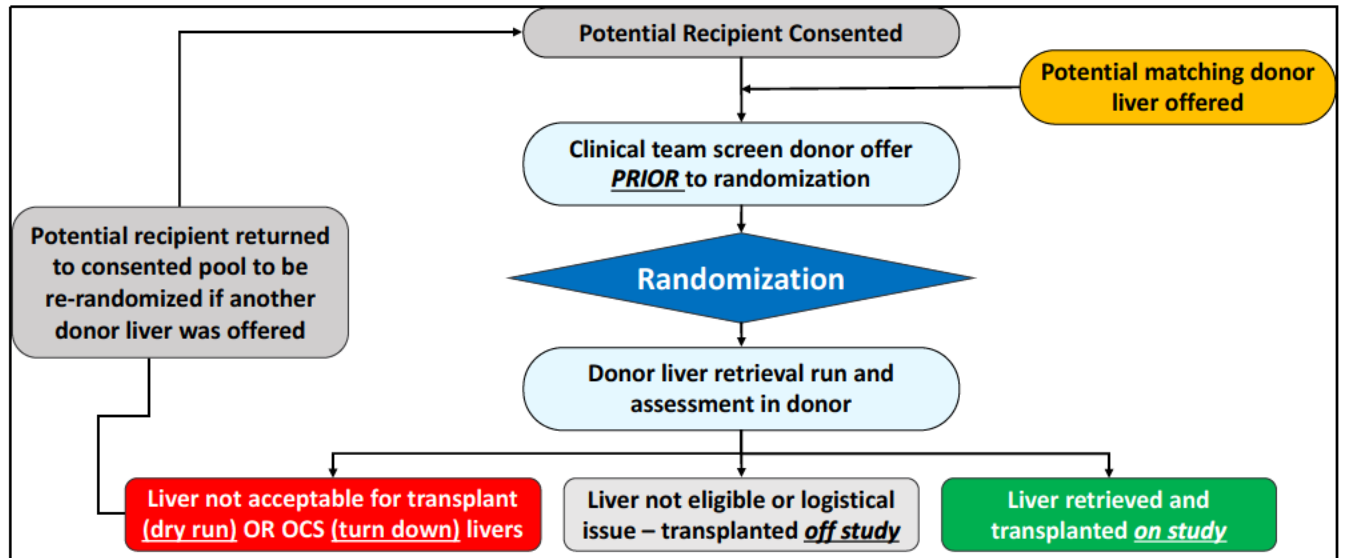 Potential Recipient Consented
Potential matching donor
liver offered
Clinical team screen donor offer
PRIOR to randomization
Potential recipient returned
to consented pool to be
re-randomized if another
donor liver was offered
Randomization
Donor liver retrieval run and
assessment in donor
Liver not acceptable for transplant
(dry run) OR OCS (turn down) livers
Liver not eligible or logistical
issue – transplanted off study
Liver retrieved and
transplanted on study